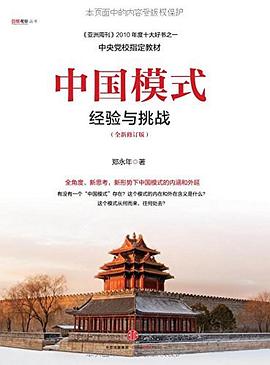 本页面中的内容受版权保护
《亚洲周刊》2010年度十大好书之一
中央党校指定教材
中国模式
经验与挑战
(全新修订版)
郑永年◎著
全角度、新思考,新形势下中国模式的内涵和外延
有没有一个“中国模式”存在?这个模式的内在和外在含义是什么?
这个模式从何而来,往何处去?